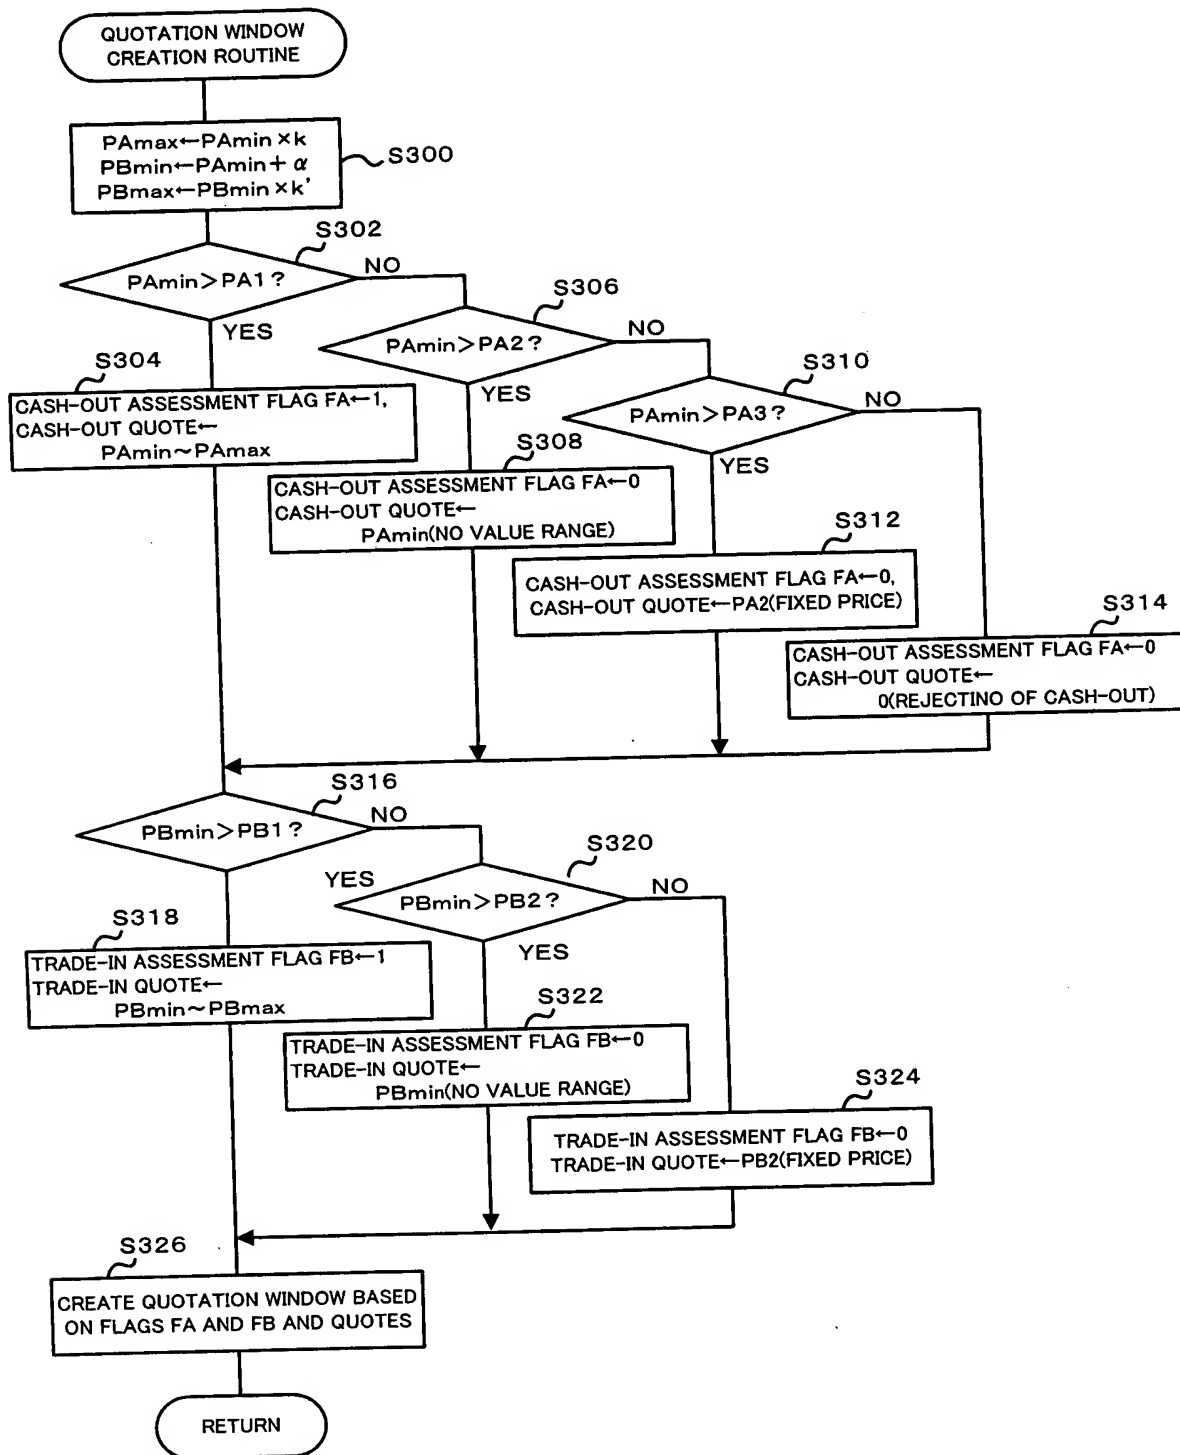 QUOTATION WINDOW
CREATION ROUTINE
PAmax←PAmin×k
PBmin←PAmin+ α
PBmax←PBmin×k'
S300
S302
PAmin>PA1?
NO
YES
S306
PAmin>PA2?
NO
YES
S304
CASH-OUT ASSESSMENT FLAG FA←1,
CASH-OUT QUOTE←
PAmin~PAmax
S310
PAmin>PA3?
NO
YES
S308
CASH-OUT ASSESSMENT FLAG FA←0
CASH-OUT QUOTE←
PAmin(NO VALUE RANGE)
S312
CASH-OUT ASSESSMENT FLAG FA←0,
CASH-OUT QUOTE←PA2(FIXED PRICE)
S314
CASH-OUT ASSESSMENT FLAG FA←0
CASH-OUT QUOTE←
0(REJECTINO OF CASH-OUT)
S316
PBmin>PB1?
NO
YES
S320
PBmin>PB2?
NO
YES
S318
TRADE-IN ASSESSMENT FLAG FB←1
TRADE-IN QUOTE←
PBmin~PBmax
S322
TRADE-IN ASSESSMENT FLAG FB←0
TRADE-IN QUOTE←
PBmin(NO VALUE RANGE)
S324
TRADE-IN ASSESSMENT FLAG FB←0
TRADE-IN QUOTE←PB2(FIXED PRICE)
S326
CREATE QUOTATION WINDOW BASED
ON FLAGS FA AND FB AND QUOTES
RETURN